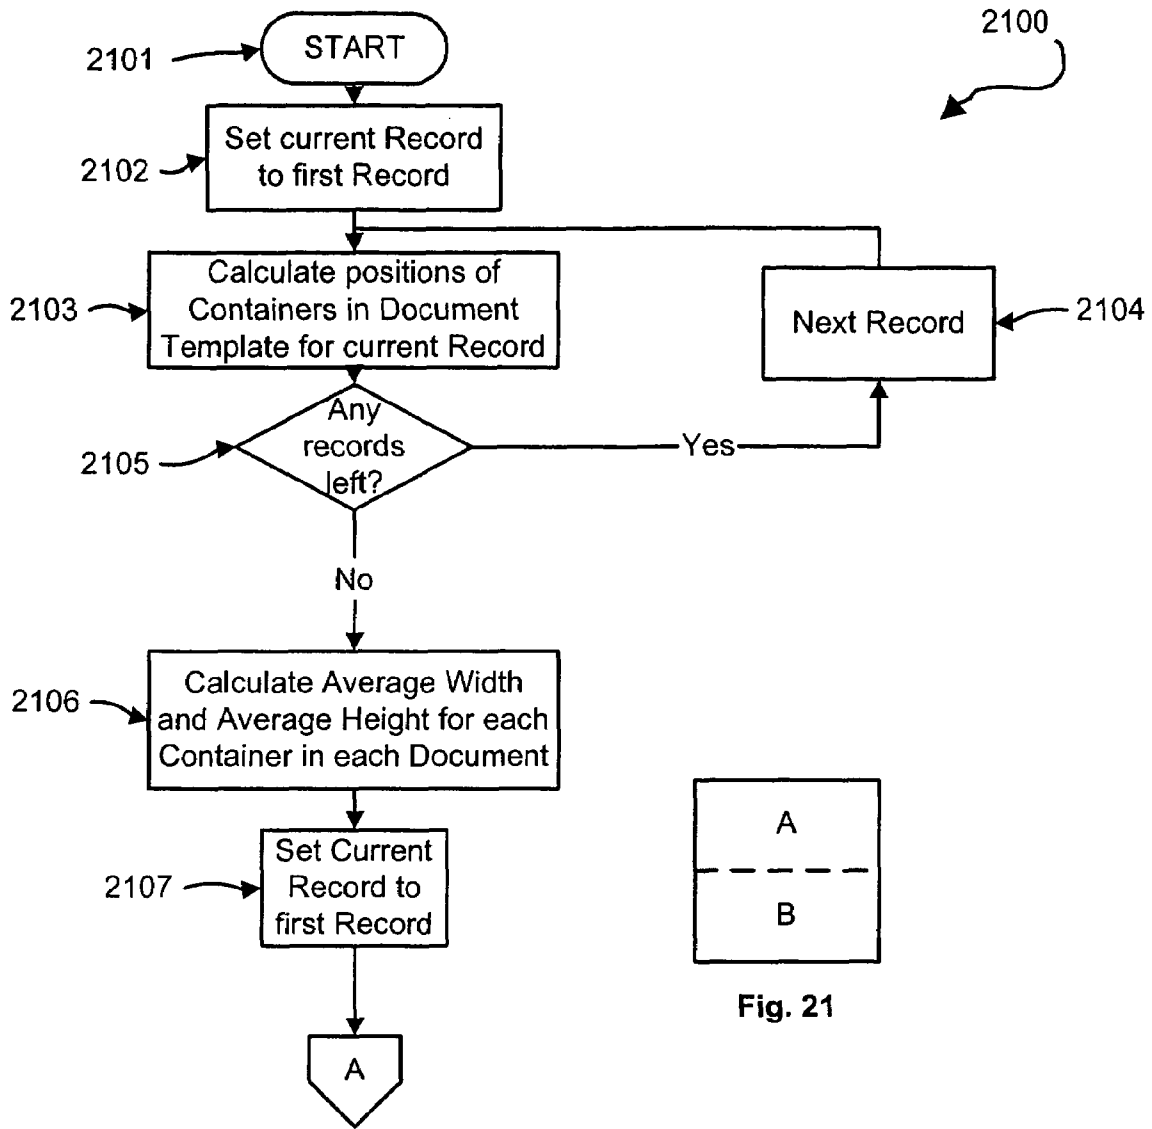 2100
2101
START
2102
Set current Record
to first Record
2103
Calculate positions of
Containers in Document
Template for current Record
Next Record
2104
2105
Any
records
left?
Yes
No
2106
Calculate Average Width
and Average Height for each
Container in each Document
2107
Set Current
Record to
first Record
A
A
B
Fig. 21